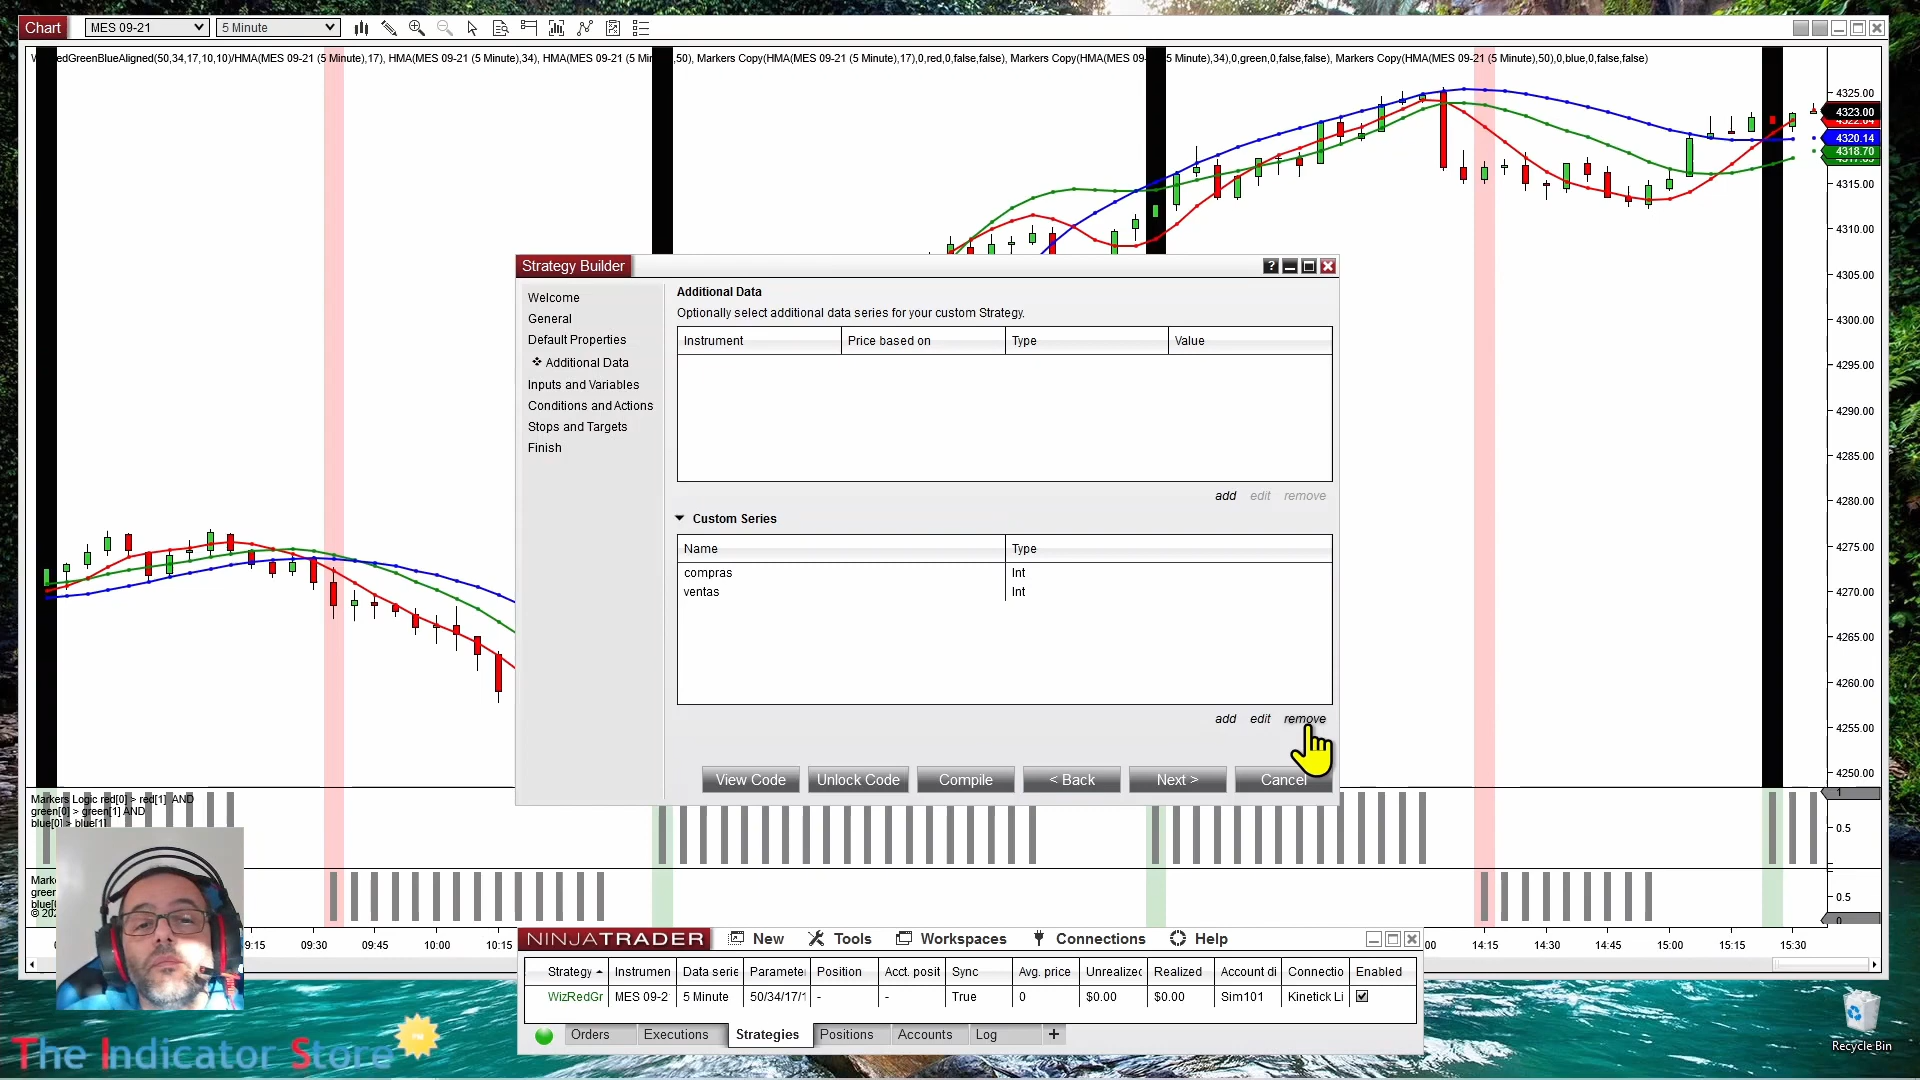 Chart
MES 09-21
5 Minute
RedGreenBlueAligned(50,34,17,10,10)/HMA(MES 09-21 (5 Minute),17), HMA(MES 09-21 (5 Minute),34), HMA(MES 09-21 (5 Min ,50), Markers Copy(HMA(MES 09-21 (5 Minute),17),0,red,0,false,false), Markers Copy(HMA(MES 09- 5 Minute),34),0,green,0,false,false), Markers Copy(HMA(MES 09-21 (5 Minute),50),0,blue,0,false,false)
4325.00
4323.00
4320.14
4318.70
4315.00
4310.00
4305.00
4300.00
4295.00
4290.00
4285.00
4280.00
4275.00
4270.00
4265.00
4260.00
4255.00
4250.00
Strategy Builder
?
Welcome
General
Default Properties
Additional Data
Inputs and Variables
Conditions and Actions
Stops and Targets
Finish
Additional Data
Optionally select additional data series for your custom Strategy.
Instrument Price based on Type Value
add edit remove
Custom Series
Name Type
compras Int
ventas Int
add edit remove
View Code Unlock Code Compile < Back Next > Cancel
Markers Logic red[0] > red[1] AND
green[0] > green[1] AND
blue[0] > blue[1]
1
0.5
Marke
green
blue[
© 202
0.5
0
9:15 09:30 09:45 10:00 10:15
:00 14:15 14:30 14:45 15:00 15:15 15:30
NINJATRADER New Tools Workspaces Connections Help
Strategy Instrumen Data serie Paramete Position Acct. posit Sync Avg. price Unrealized Realized Account di Connectio Enabled
WizRedGr MES 09-2 5 Minute 50/34/17/1 - - True 0 $0.00 $0.00 Sim101 Kinetick Li
Orders Executions Strategies Positions Accounts Log +
The Indicator Store
Recycle Bin